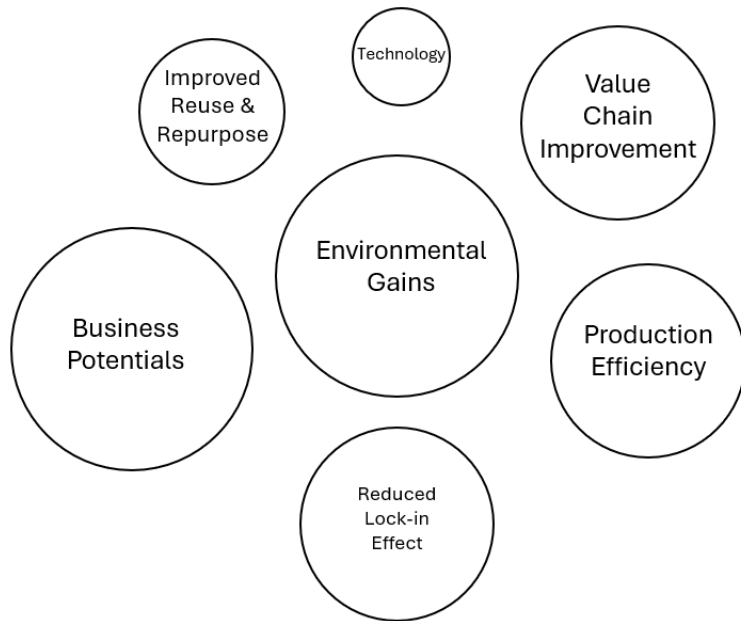 Technology
Improved
Reuse &
Repurpose
Value
Chain
Improvement
Environmental
Gains
Business
Potentials
Production
Efficiency
Reduced
Lock-in
Effect